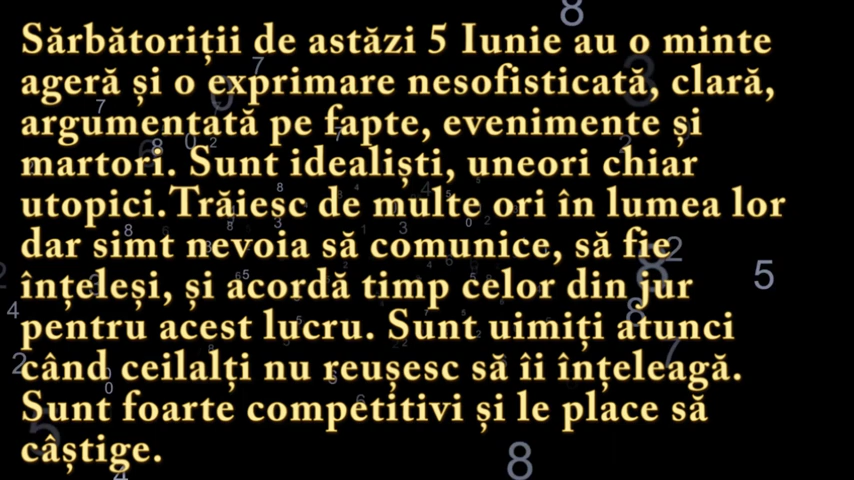 Sărbătoriții de astăzi 5 Iunie au o minte
ageră și o exprimare nesofisticată, clară,
argumentată pe fapte, evenimente și
martori. Sunt idealiști, uneori chiar
utopici.Trăiesc de multe ori în lumea lor
dar simt nevoia să comunice, să fie
înțeleși, și acordă timp celor din jur
pentru acest lucru. Sunt uimiți atunci
când ceilalți nu reușesc să îi înțeleagă.
Sunt foarte competitivi și le place să
câștige.